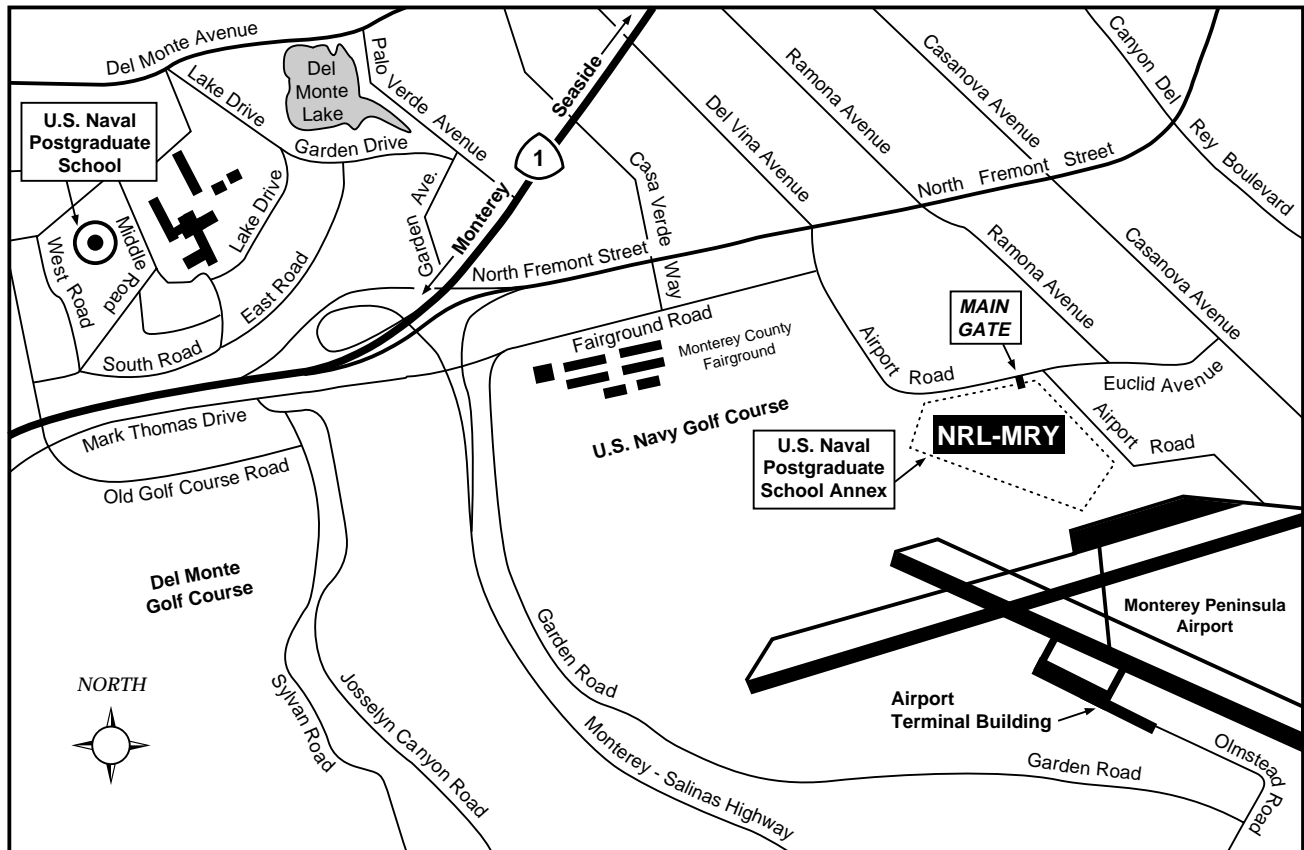 Del Monte Avenue
Lake Drive
Del
Monte
Lake
Palo Verde Avenue
Seaside
1
Monterey
Del Vina Avenue
Ramona Avenue
Casanova Avenue
Canyon Del
Rey Boulevard
U.S. Naval
Postgraduate
School
Garden Drive
Garden Ave.
Casa Verde
Way
North Fremont Street
West Road
Middle
Road
Lake Drive
East Road
South Road
North Fremont Street
Ramona Avenue
Casanova Avenue
MAIN
GATE
Fairground Road
Monterey County
Fairground
Airport
Road
Euclid Avenue
Airport
Road
Mark Thomas Drive
Old Golf Course Road
U.S. Navy Golf Course
NRL-MRY
U.S. Naval
Postgraduate
School Annex
Del Monte
Golf Course
Monterey Peninsula
Airport
NORTH
Sylvan Road
Josselyn Canyon Road
Garden Road
Monterey - Salinas Highway
Airport
Terminal Building
Garden Road
Olmstead
Road